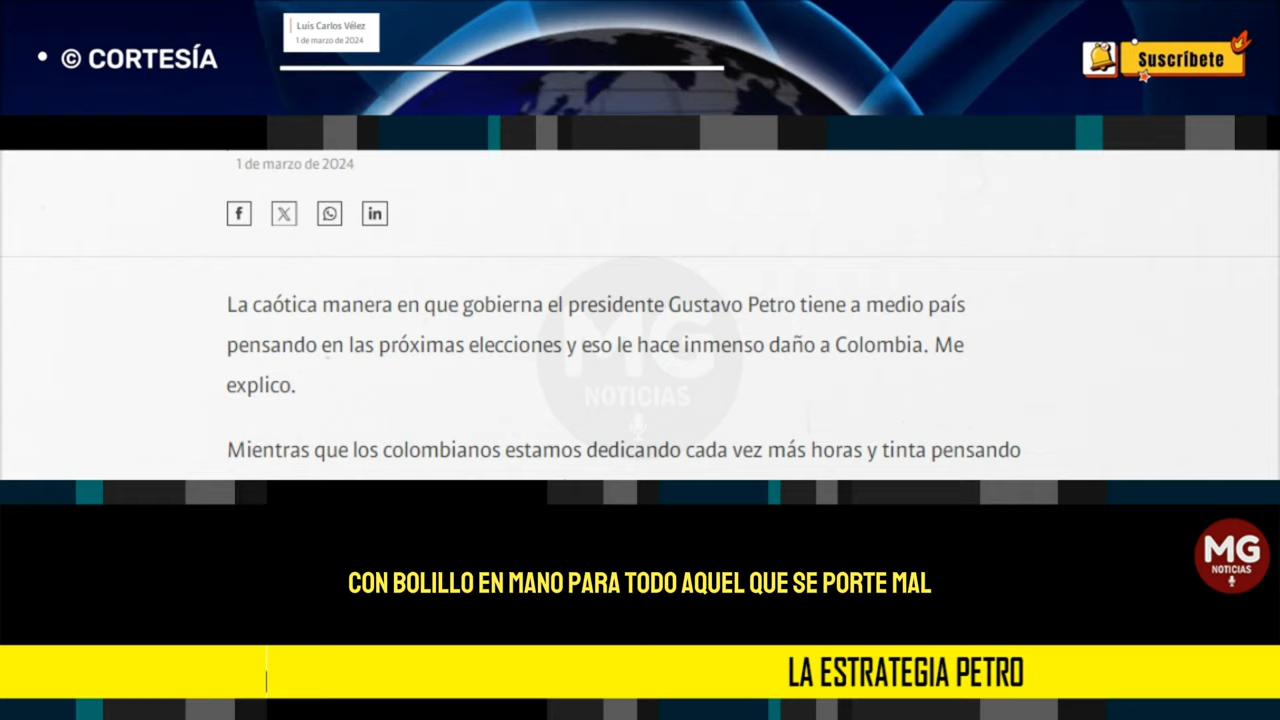 © CORTESÍA
Luis Carlos Vélez
1 de marzo de 2024
Suscríbete
1 de marzo de 2024
La caótica manera en que gobierna el presidente Gustavo Petro tiene a medio país
pensando en las próximas elecciones y eso le hace inmenso daño a Colombia. Me
explico.
Mientras que los colombianos estamos dedicando cada vez más horas y tinta pensando
MG
NOTICIAS
MG
NOTICIAS
CON BOLILLO EN MANO PARA TODO AQUEL QUE SE PORTE MAL
LA ESTRATEGIA PETRO